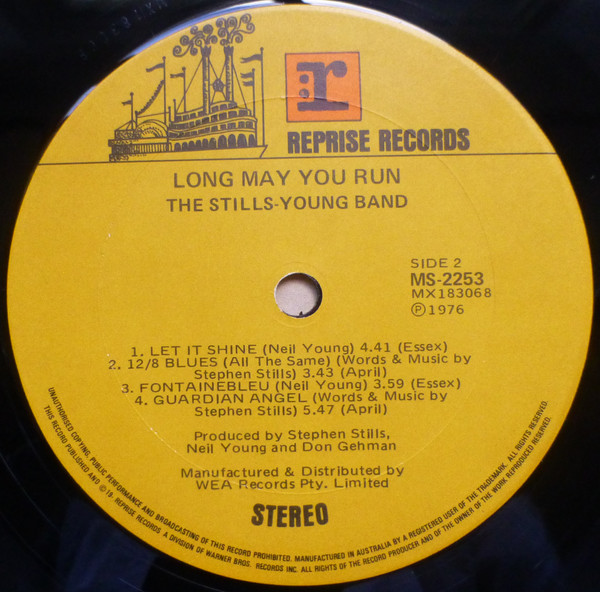 r
REPRISE RECORDS
LONG MAY YOU RUN
THE STILLS-YOUNG BAND
SIDE 2
MS-2253
MX183068
Ⓟ1976
1. LET IT SHINE (Neil Young) 4.41 (Essex)
2. 12/8 BLUES (All The Same) (Words & Music by
Stephen Stills) 3.43 (April)
3. FONTAINEBLEU (Neil Young) 3.59 (Essex)
4. GUARDIAN ANGEL (Words & Music by
Stephen Stills) 5.47 (April)
Produced by Stephen Stills,
Neil Young and Don Gehman
Manufactured & Distributed by
WEA Records Pty. Limited
STEREO
UNAUTHORISED COPYING, PUBLIC PERFORMANCE AND BROADCASTING OF THIS RECORD PROHIBITED. MANUFACTURED IN AUSTRALIA BY A REGISTERED USER OF THE TRADEMARK. ALL RIGHTS RESERVED.
THIS RECORD PUBLISHED AND © 19. REPRISE RECORDS A DIVISION OF WARNER BROS. RECORDS INC. ALL RIGHTS OF THE RECORD PRODUCER AND OF THE OWNER OF THE WORK REPRODUCED RESERVED.